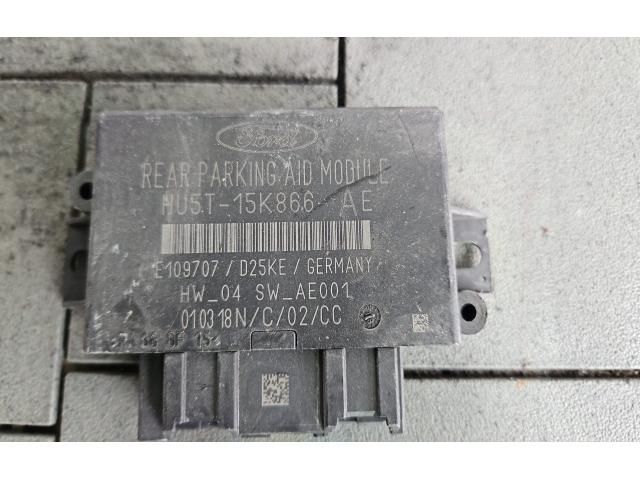 Ford
REAR PARKING AID MODULE
HU5T-15K866-AE
E109707 / D25KE / GERMANY
HW_04 SW_AE001
010318N/C/02/CC